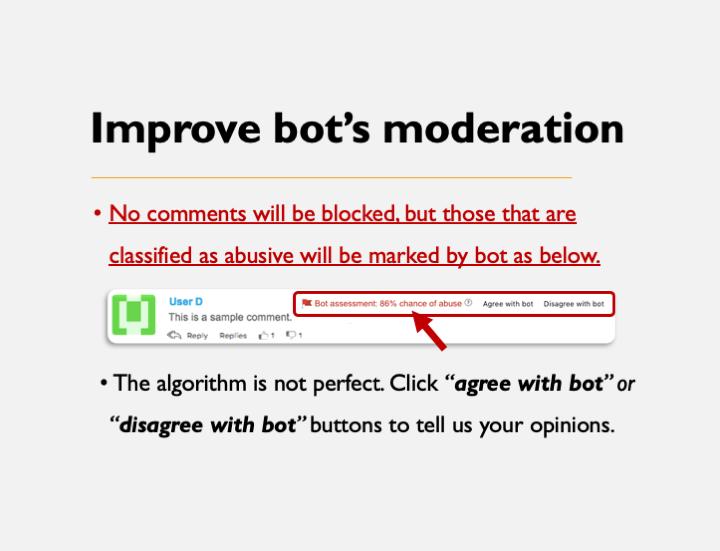 Improve bot’s moderation
• No comments will be blocked, but those that are
classified as abusive will be marked by bot as below.
User D
Bot assessment: 86% chance of abuse ? Agree with bot Disagree with bot
This is a sample comment.
Reply Replies 1 1
• The algorithm is not perfect. Click “agree with bot” or
“disagree with bot” buttons to tell us your opinions.